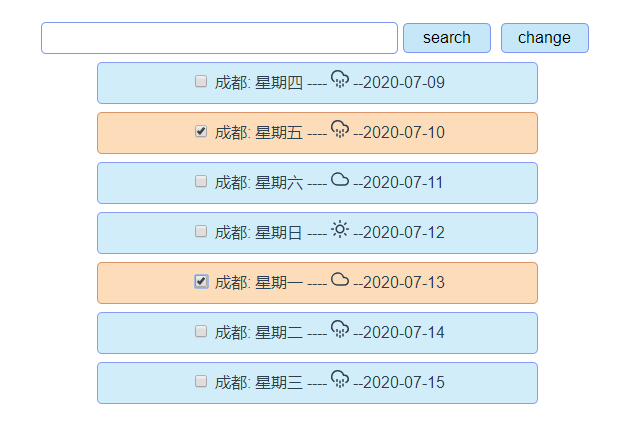 search change
成都: 星期四 ---- --2020-07-09
成都: 星期五 ---- --2020-07-10
成都: 星期六 ---- --2020-07-11
成都: 星期日 ---- --2020-07-12
成都: 星期一 ---- --2020-07-13
成都: 星期二 ---- --2020-07-14
成都: 星期三 ---- --2020-07-15